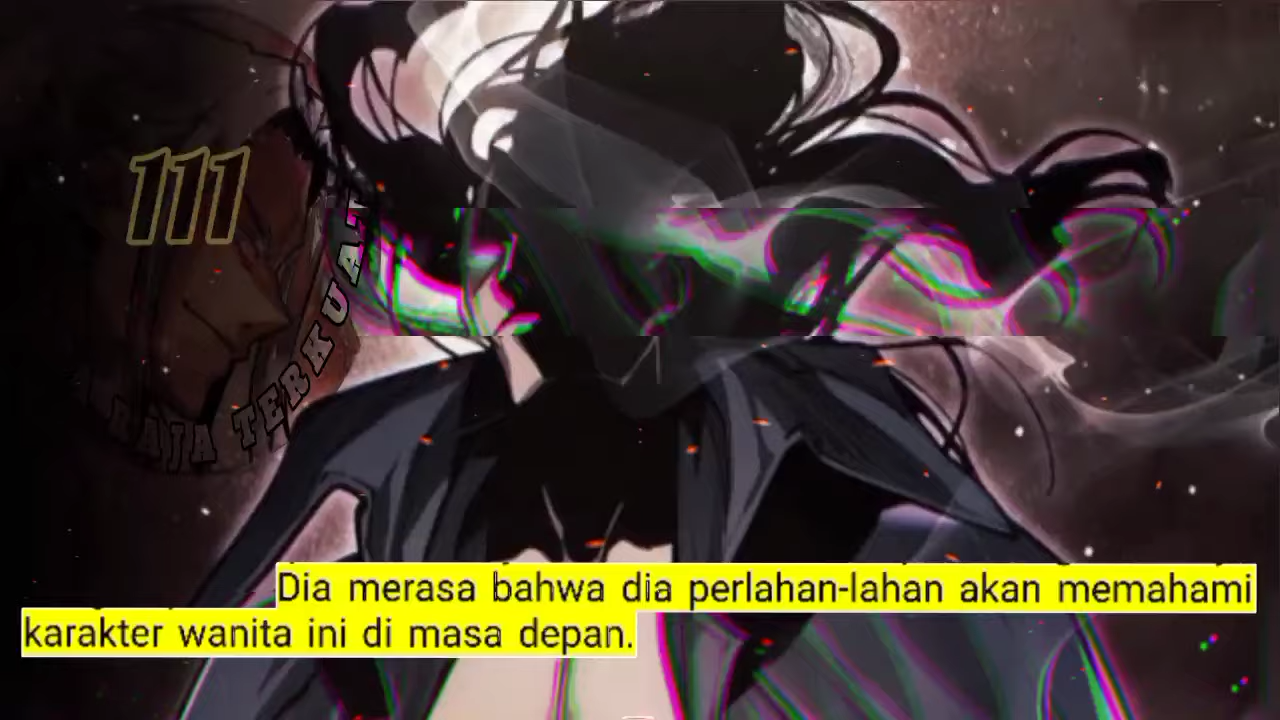 111
RAJA TERKUAT
Dia merasa bahwa dia perlahan-lahan akan memahami
karakter wanita ini di masa depan.